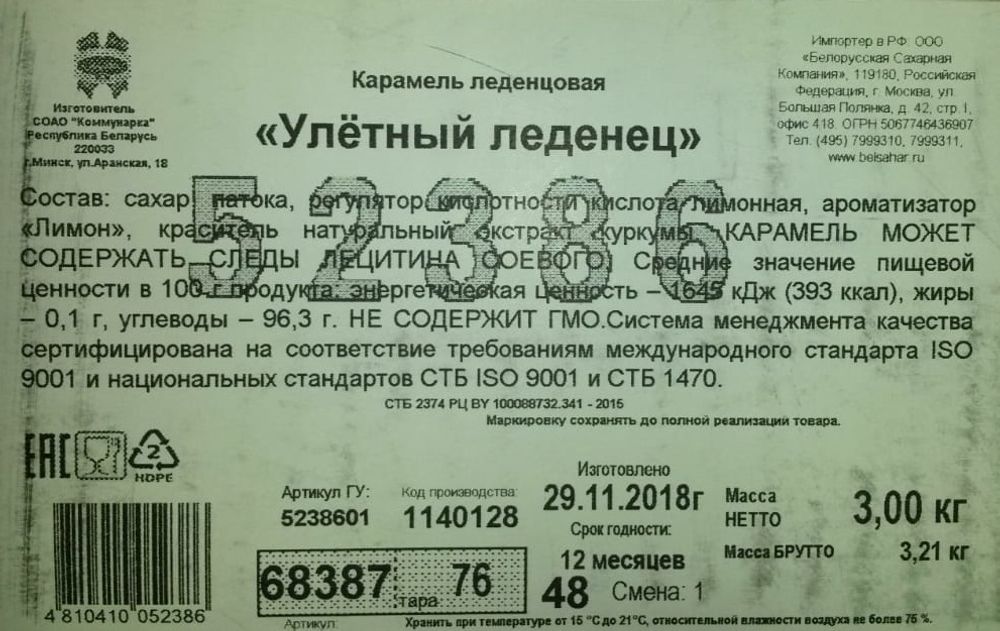 Изготовитель
СОАО "Коммунарка"
Республика Беларусь
220033
г.Минск, ул.Аранская, 18
Карамель леденцовая
«Улётный леденец»
Импортер в РФ ООО
«Белорусская Сахарная
Компания», 119180, Российская
Федерация, г. Москва, ул.
Большая Полянка, д. 42, стр.1,
офис 418. ОГРН 5067746436907
Тел. (495) 7999310, 7999311,
www.belsahar.ru
52386
Состав: сахар, патока, регулятор кислотности кислота лимонная, ароматизатор
«Лимон», краситель натуральный экстракт куркумы. КАРАМЕЛЬ МОЖЕТ
СОДЕРЖАТЬ СЛЕДЫ ЛЕЦИТИНА СОЕВОГО. Средние значение пищевой
ценности в 100 г продукта: энергетическая ценность – 1645 кДж (393 ккал), жиры
– 0,1 г, углеводы – 96,3 г. НЕ СОДЕРЖИТ ГМО.Система менеджмента качества
сертифицирована на соответствие требованиям международного стандарта ISO
9001 и национальных стандартов СТБ ISO 9001 и СТБ 1470.
СТБ 2374 РЦ BY 100088732.341 - 2015
Маркировку сохранять до полной реализации товара.
EAC
2
HDPE
4 810410 052386
Артикул ГУ:
5238601
Код производства:
1140128
68387 тара 76
Артикул:
Изготовлено
29.11.2018г
Срок годности:
12 месяцев
48 Смена: 1
Масса
НЕТТО
3,00 кг
Масса БРУТТО
3,21 кг
Хранить при температуре от 15 °C до 21°C, относительной влажности воздуха не более 75 %.